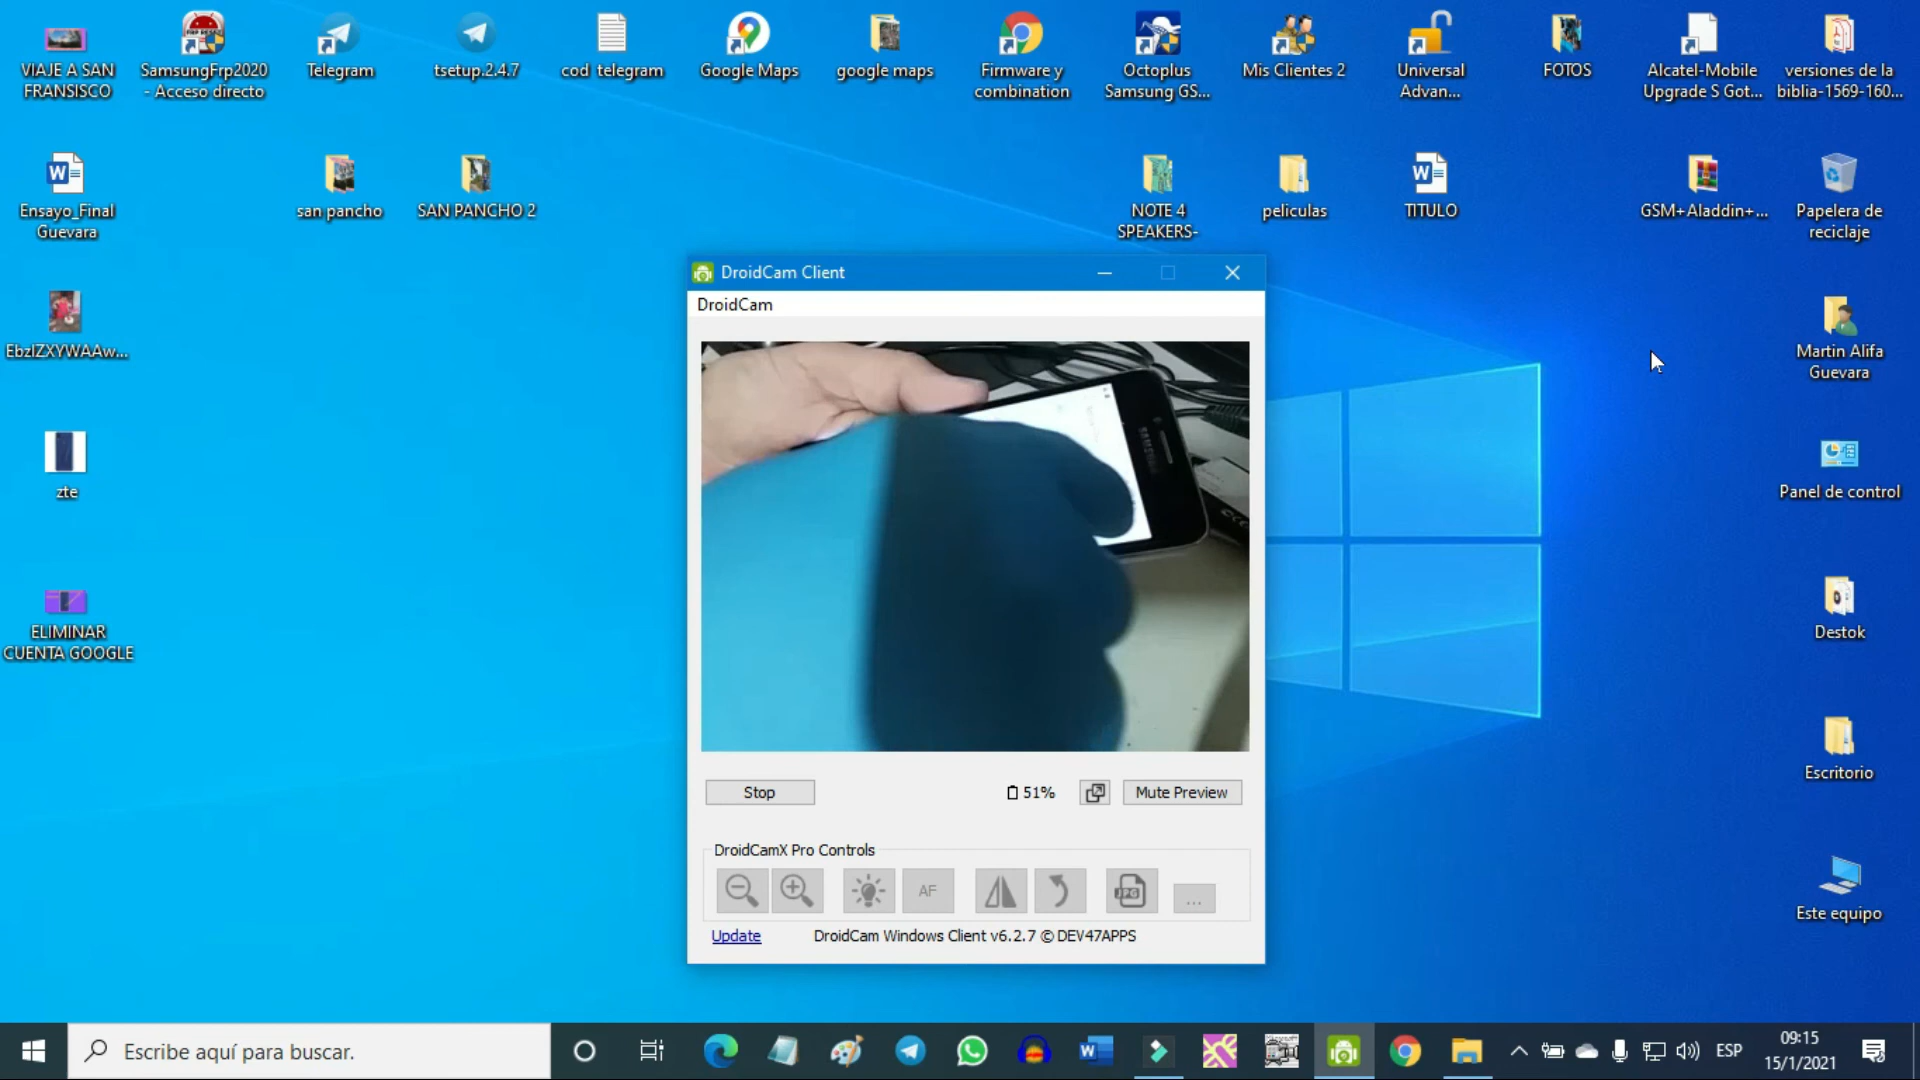 VIAJE A SAN
FRANSISCO
SamsungFrp2020
- Acceso directo
Telegram
tsetup.2.4.7
cod telegram
Google Maps
google maps
Firmware y
combination
Octoplus
Samsung GS...
Mis Clientes 2
Universal
Advan...
FOTOS
Alcatel-Mobile
Upgrade S Got...
versiones de la
biblia-1569-160...
Ensayo_Final
Guevara
san pancho
SAN PANCHO 2
NOTE 4
SPEAKERS-
peliculas
TITULO
GSM+Aladdin+...
Papelera de
reciclaje
EbzIZXYWAAw...
Martin Alifa
Guevara
zte
Panel de control
ELIMINAR
CUENTA GOOGLE
Destok
Escritorio
Este equipo
DroidCam Client
DroidCam
SAMSUNG
Stop
51%
Mute Preview
DroidCamX Pro Controls
AF
JPG
...
Update
DroidCam Windows Client v6.2.7 © DEV47APPS
Escribe aquí para buscar.
ESP
09:15
15/1/2021